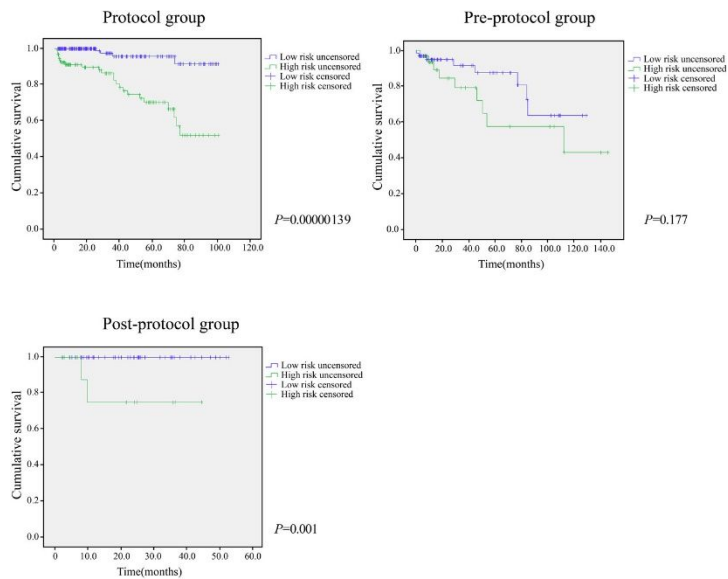 Protocol group
1.0
0.8
0.6
0.4
0.2
0.0
Cumulative survival
0
20.0
40.0
60.0
80.0
100.0
120.0
Time(months)
Low risk uncensored
High risk uncensored
Low risk censored
High risk censored
P=0.00000139
Pre-protocol group
1.0
0.8
0.6
0.4
0.2
0.0
Cumulative survival
0
20.0
40.0
60.0
80.0
100.0
120.0
140.0
Time(months)
Low risk uncensored
High risk uncensored
Low risk censored
High risk censored
P=0.177
Post-protocol group
1.0
0.8
0.6
0.4
0.2
0.0
Cumulative survival
0
10.0
20.0
30.0
40.0
50.0
60.0
Time(months)
Low risk uncensored
High risk uncensored
Low risk censored
High risk censored
P=0.001